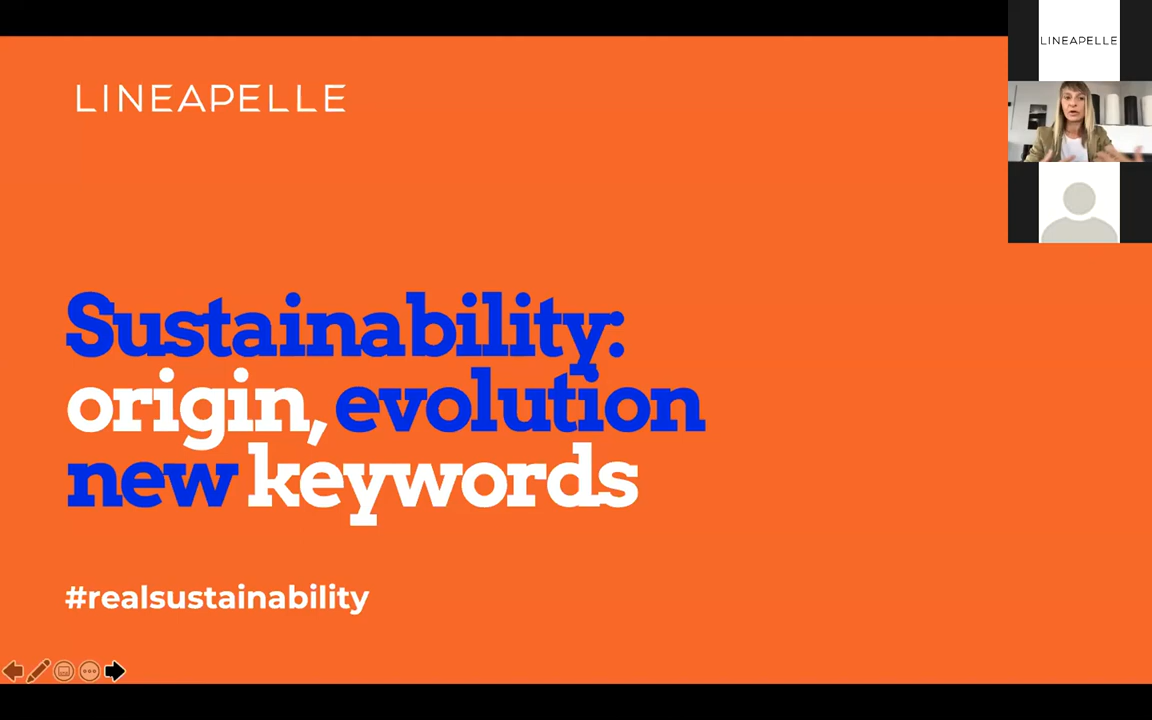 LINEAPELLE
LINEAPELLE
Sustainability:
origin, evolution
new keywords
#realsustainability